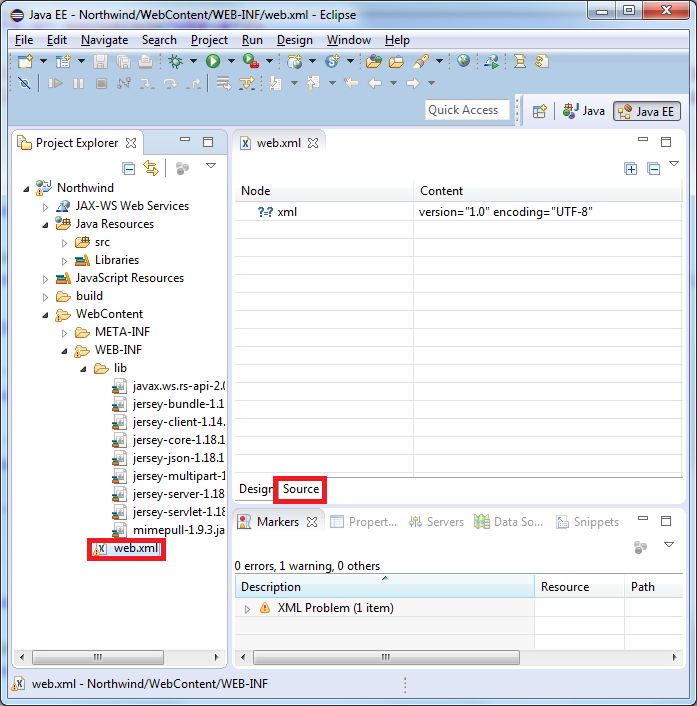 Java EE - Northwind/WebContent/WEB-INF/web.xml - Eclipse
File Edit Navigate Search Project Run Design Window Help
Quick Access Java Java EE
Project Explorer
Northwind
JAX-WS Web Services
Java Resources
src
Libraries
JavaScript Resources
build
WebContent
META-INF
WEB-INF
lib
javax.ws.rs-api-2.0
jersey-bundle-1.1
jersey-client-1.14.
jersey-core-1.18.1
jersey-json-1.18.1
jersey-multipart-1
jersey-server-1.18
jersey-servlet-1.18
mimepull-1.9.3.ja
web.xml
web.xml
Node Content
?=? xml version="1.0" encoding="UTF-8"
Design Source
Markers Propert... Servers Data So... Snippets
0 errors, 1 warning, 0 others
Description Resource Path
XML Problem (1 item)
web.xml - Northwind/WebContent/WEB-INF